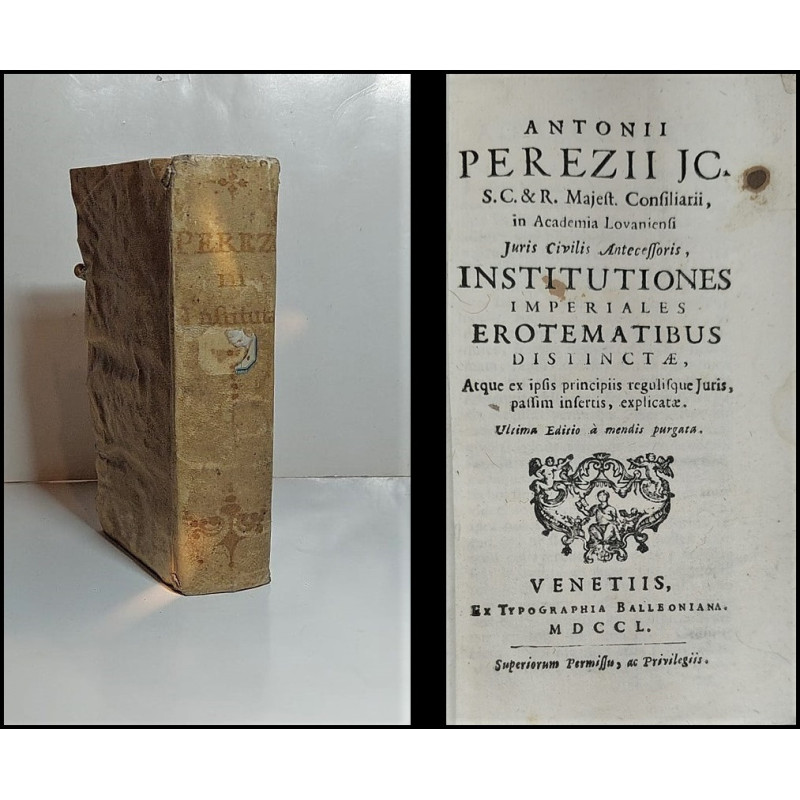 PEREZ
in
Institut
ANTONII
PEREZII JC.
S. C. & R. Majeſt. Conſiliarii,
in Academia Lovanienſi
Juris Civilis Anteceſſoris,
INSTITUTIONES
IMPERIALES
EROTEMATIBUS
DISTINCTÆ,
Atque ex ipſis principiis reguliſque Juris,
paſſim inſertis, explicatæ.
Ultima Editio à mendis purgata.
VENETIIS,
EX TYPOGRAPHIA BALLEONIANA.
MDCCL.
Superiorum Permiſſu, ac Privilegiis.